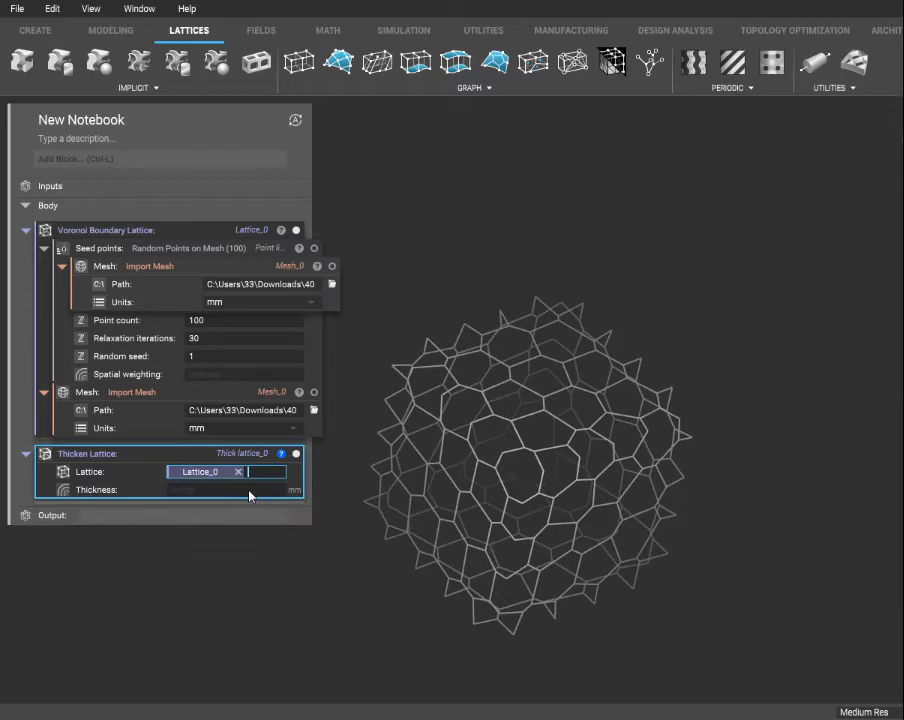 File Edit View Window Help
CREATE MODELING LATTICES FIELDS MATH SIMULATION UTILITIES MANUFACTURING DESIGN ANALYSIS TOPOLOGY OPTIMIZATION ARCHI
IMPLICIT GRAPH PERIODIC UTILITIES
New Notebook
Type a description...
Add Block... (Ctrl-L)
Inputs
Body
Voronoi Boundary Lattice: Lattice_0
Seed points: Random Points on Mesh (100) Point li...
Mesh: Import Mesh Mesh_0
Path: C:\Users\33\Downloads\40
Units: mm
Point count: 100
Relaxation iterations: 30
Random seed: 1
Spatial weighting:
Mesh: Import Mesh Mesh_0
Path: C:\Users\33\Downloads\40
Units: mm
Thicken Lattice: Thick lattice_0
Lattice: Lattice_0
Thickness: mm
Output:
Medium Res